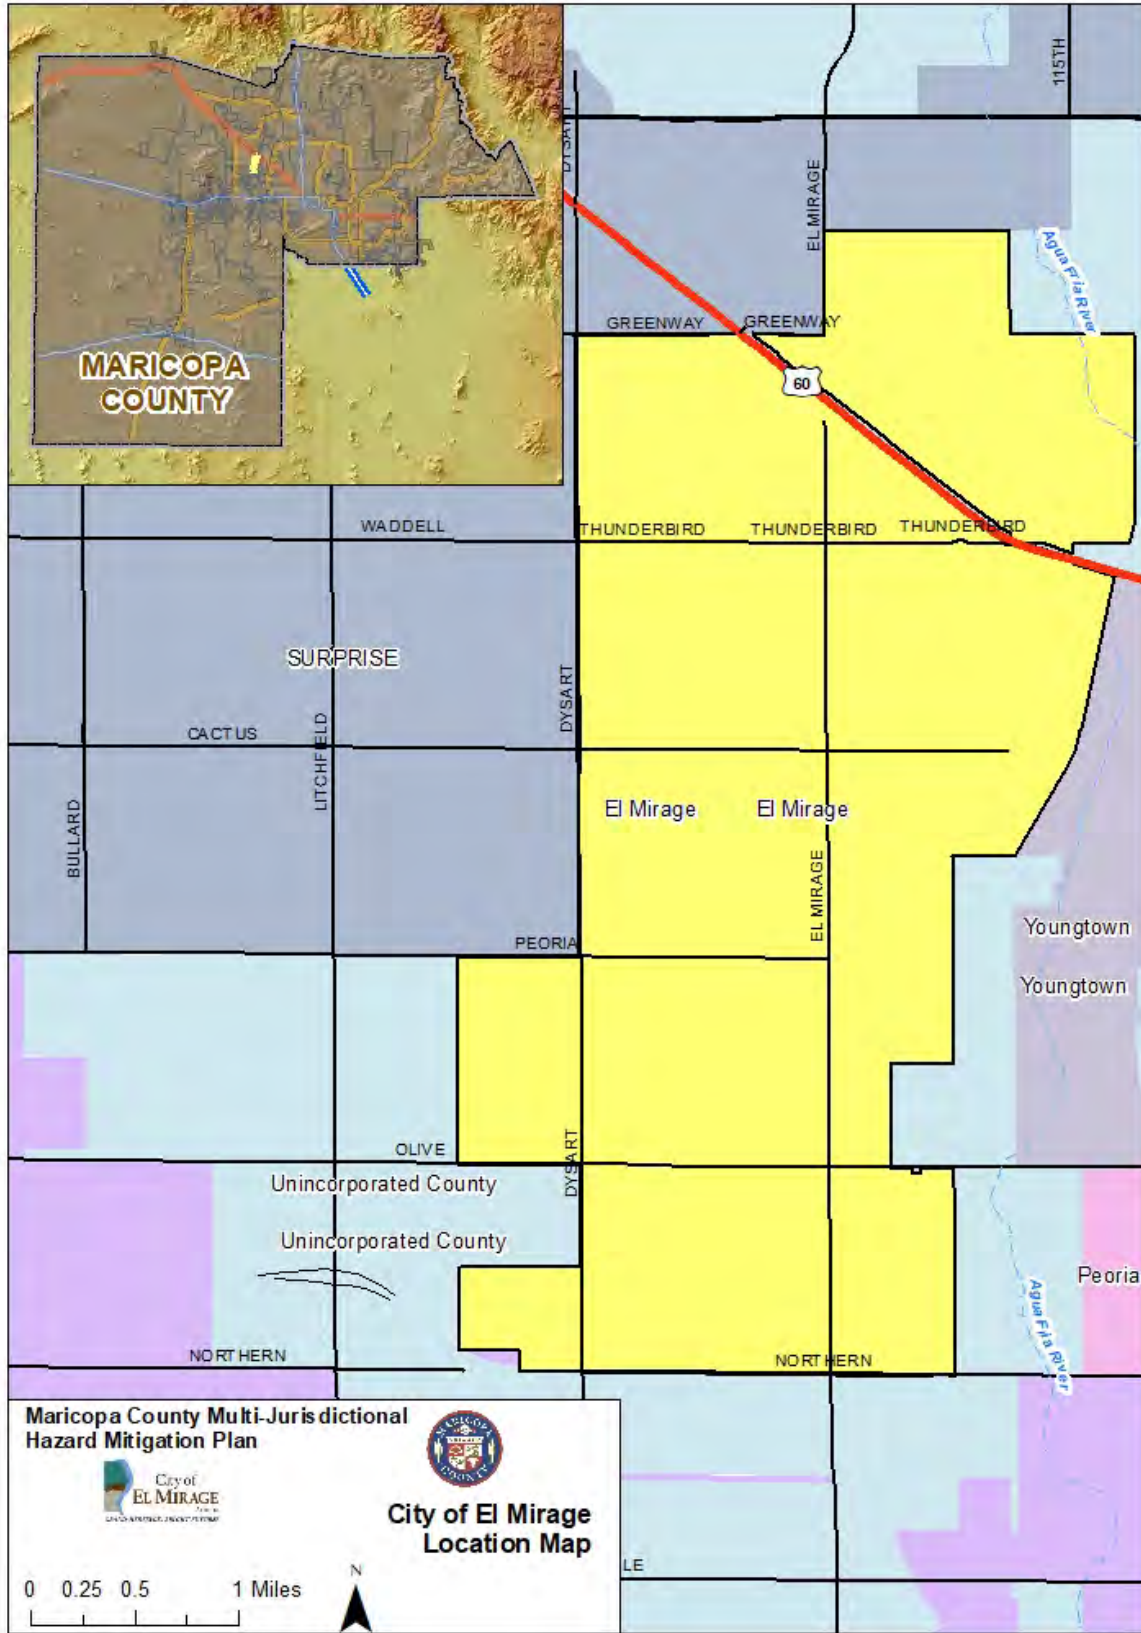 115TH
DYSART
EL MIRAGE
Agua Fria River
GREENWAY
GREENWAY
60
MARICOPA
COUNTY
WADDELL
THUNDERBIRD
THUNDERBIRD
THUNDERBIRD
SURPRISE
DYSART
LITCHFIELD
CACTUS
BULLARD
El Mirage
El Mirage
EL MIRAGE
PEORIA
Youngtown
Youngtown
OLIVE
DYSART
Unincorporated County
Unincorporated County
Peoria
Agua Fria River
NORTHERN
NORTHERN
Maricopa County Multi-Jurisdictional
Hazard Mitigation Plan
City of
EL MIRAGE
MARICOPA
COUNTY
City of El Mirage
Location Map
LE
0 0.25 0.5 1 Miles
N